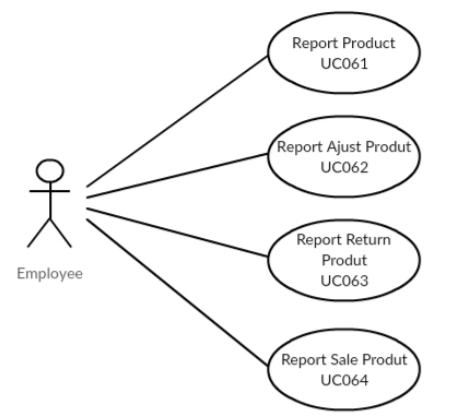 Report Product
UC061
Report Ajust Produt
UC062
Report Return
Produt
UC063
Employee
Report Sale Produt
UC064